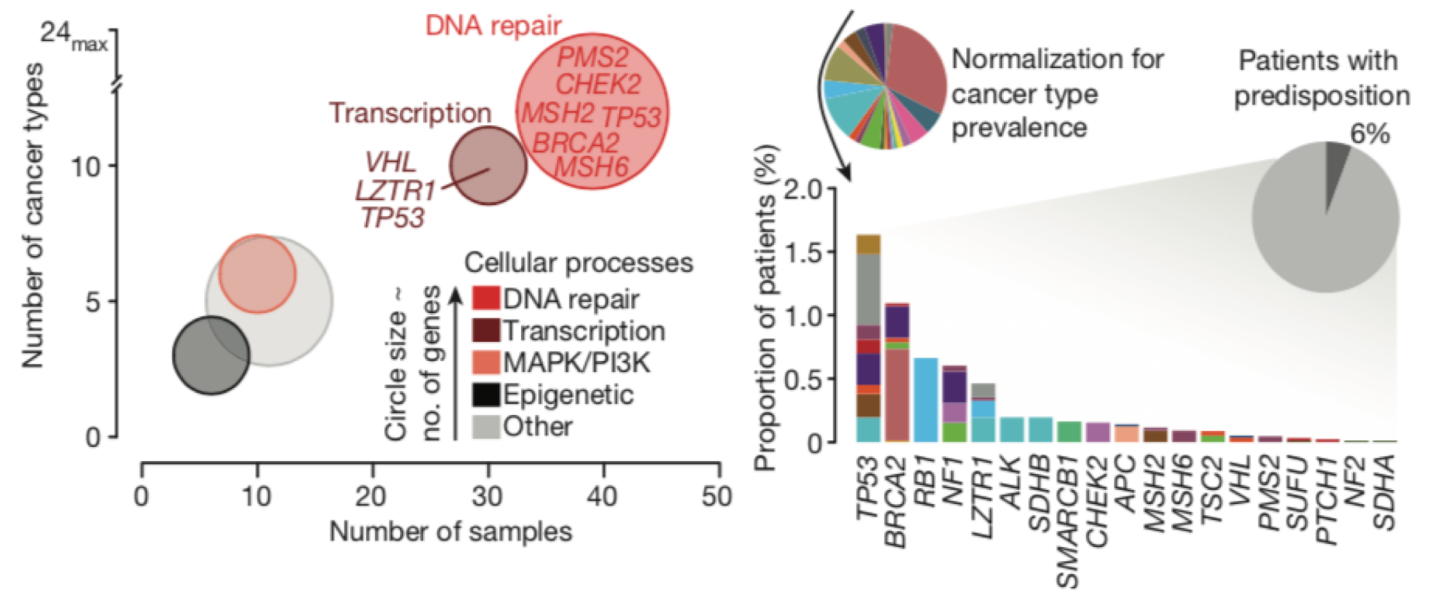 24max
10
5
0
Number of cancer types
0
10
20
30
40
50
Number of samples
DNA repair
PMS2
CHEK2
MSH2 TP53
BRCA2
MSH6
Transcription
VHL
LZTR1
TP53
Cellular processes
DNA repair
Transcription
MAPK/PI3K
Epigenetic
Other
Circle size ~
no. of genes
Normalization for
cancer type
prevalence
Patients with
predisposition
6%
Proportion of patients (%)
2.0
1.5
1.0
0.5
0
TP53
BRCA2
RB1
NF1
LZTR1
ALK
SDHB
SMARCB1
CHEK2
APC
MSH2
MSH6
TSC2
VHL
PMS2
SUFU
PTCH1
NF2
SDHA